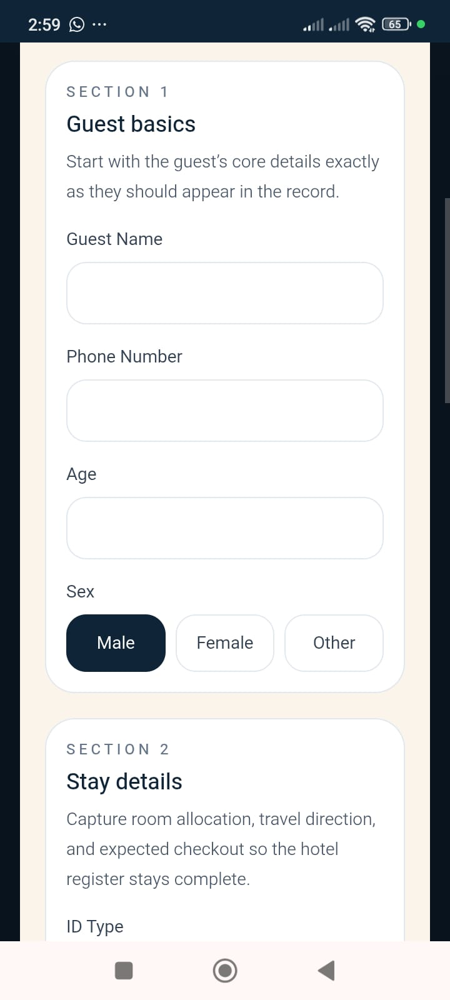 2:59
65
SECTION 1
Guest basics
Start with the guest’s core details exactly
as they should appear in the record.
Guest Name
Phone Number
Age
Sex
Male Female Other
SECTION 2
Stay details
Capture room allocation, travel direction,
and expected checkout so the hotel
register stays complete.
ID Type